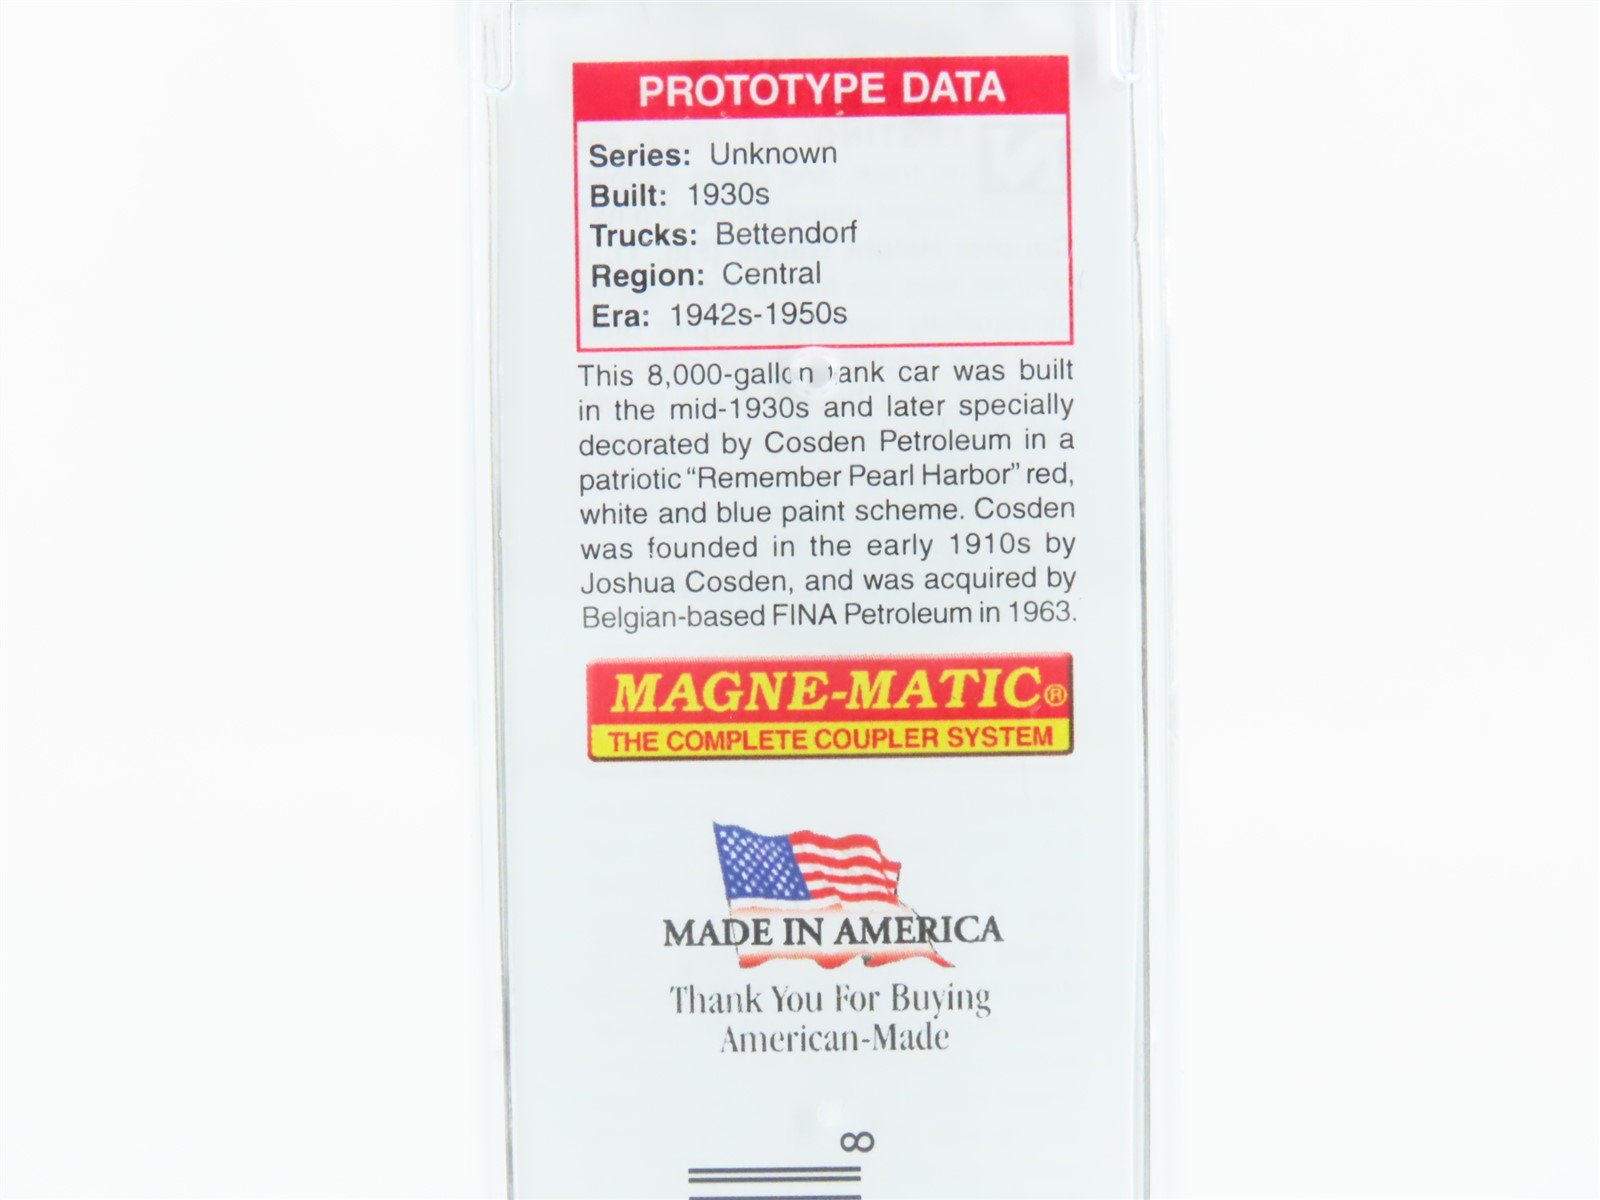 PROTOTYPE DATA
Series: Unknown
Built: 1930s
Trucks: Bettendorf
Region: Central
Era: 1942s-1950s
This 8,000-gallon tank car was built
in the mid-1930s and later specially
decorated by Cosden Petroleum in a
patriotic “Remember Pearl Harbor” red,
white and blue paint scheme. Cosden
was founded in the early 1910s by
Joshua Cosden, and was acquired by
Belgian-based FINA Petroleum in 1963.
MAGNE-MATIC®
THE COMPLETE COUPLER SYSTEM
MADE IN AMERICA
Thank You For Buying
American-Made
8